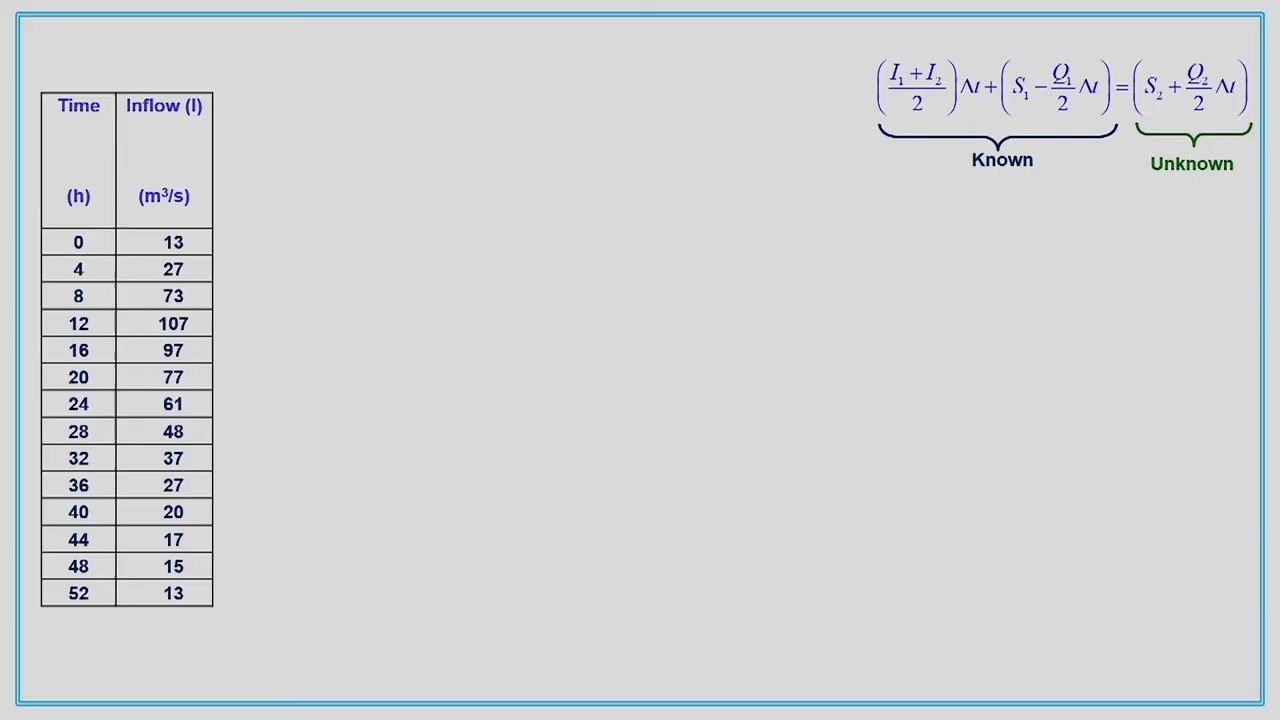 (I₁ + I₂ / 2) Δt + (S₁ − Q₁/2 Δt) = (S₂ + Q₂/2 Δt)
Known
Unknown
Time Inflow (I)
(h) (m³/s)
0 13
4 27
8 73
12 107
16 97
20 77
24 61
28 48
32 37
36 27
40 20
44 17
48 15
52 13